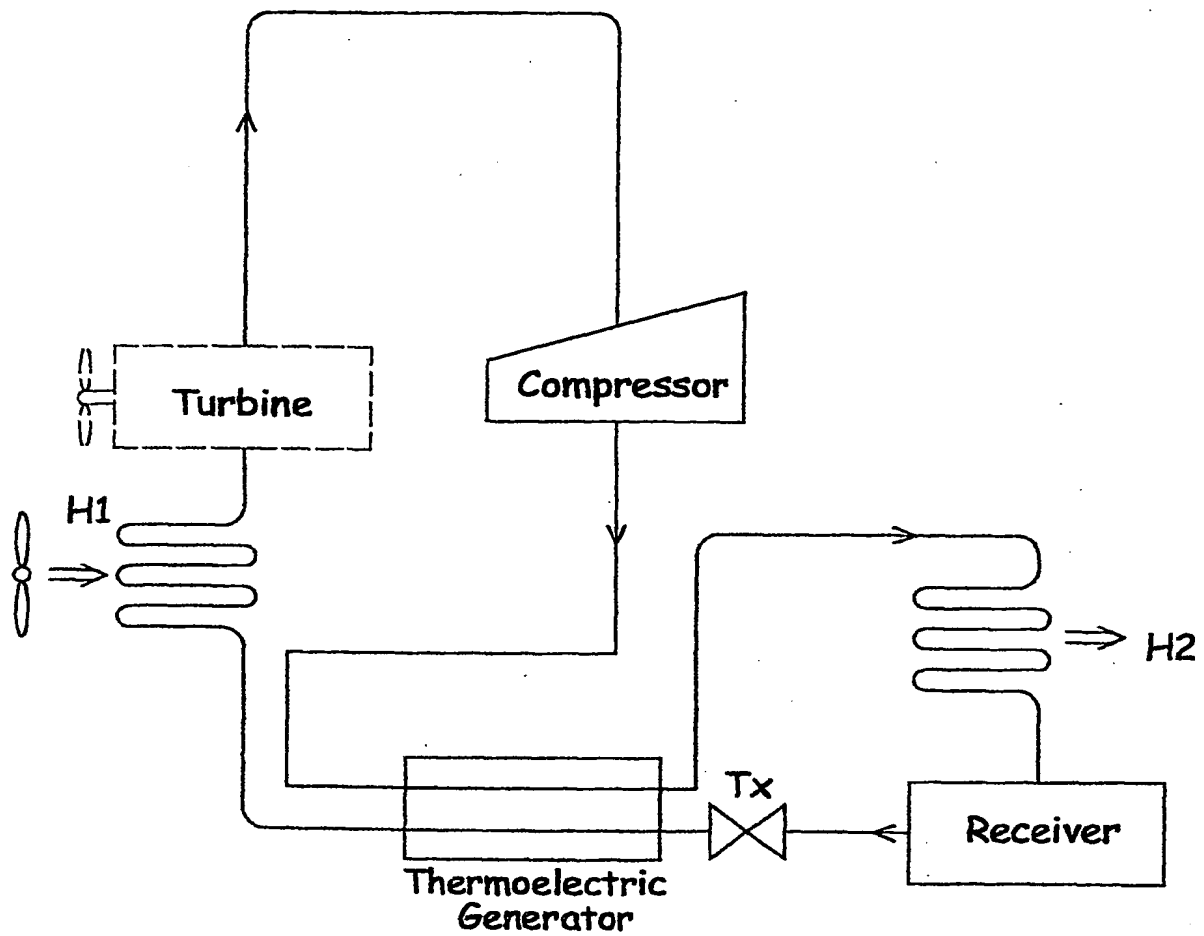 Compressor
Turbine
H1
H2
Tx
Receiver
Thermoelectric
Generator